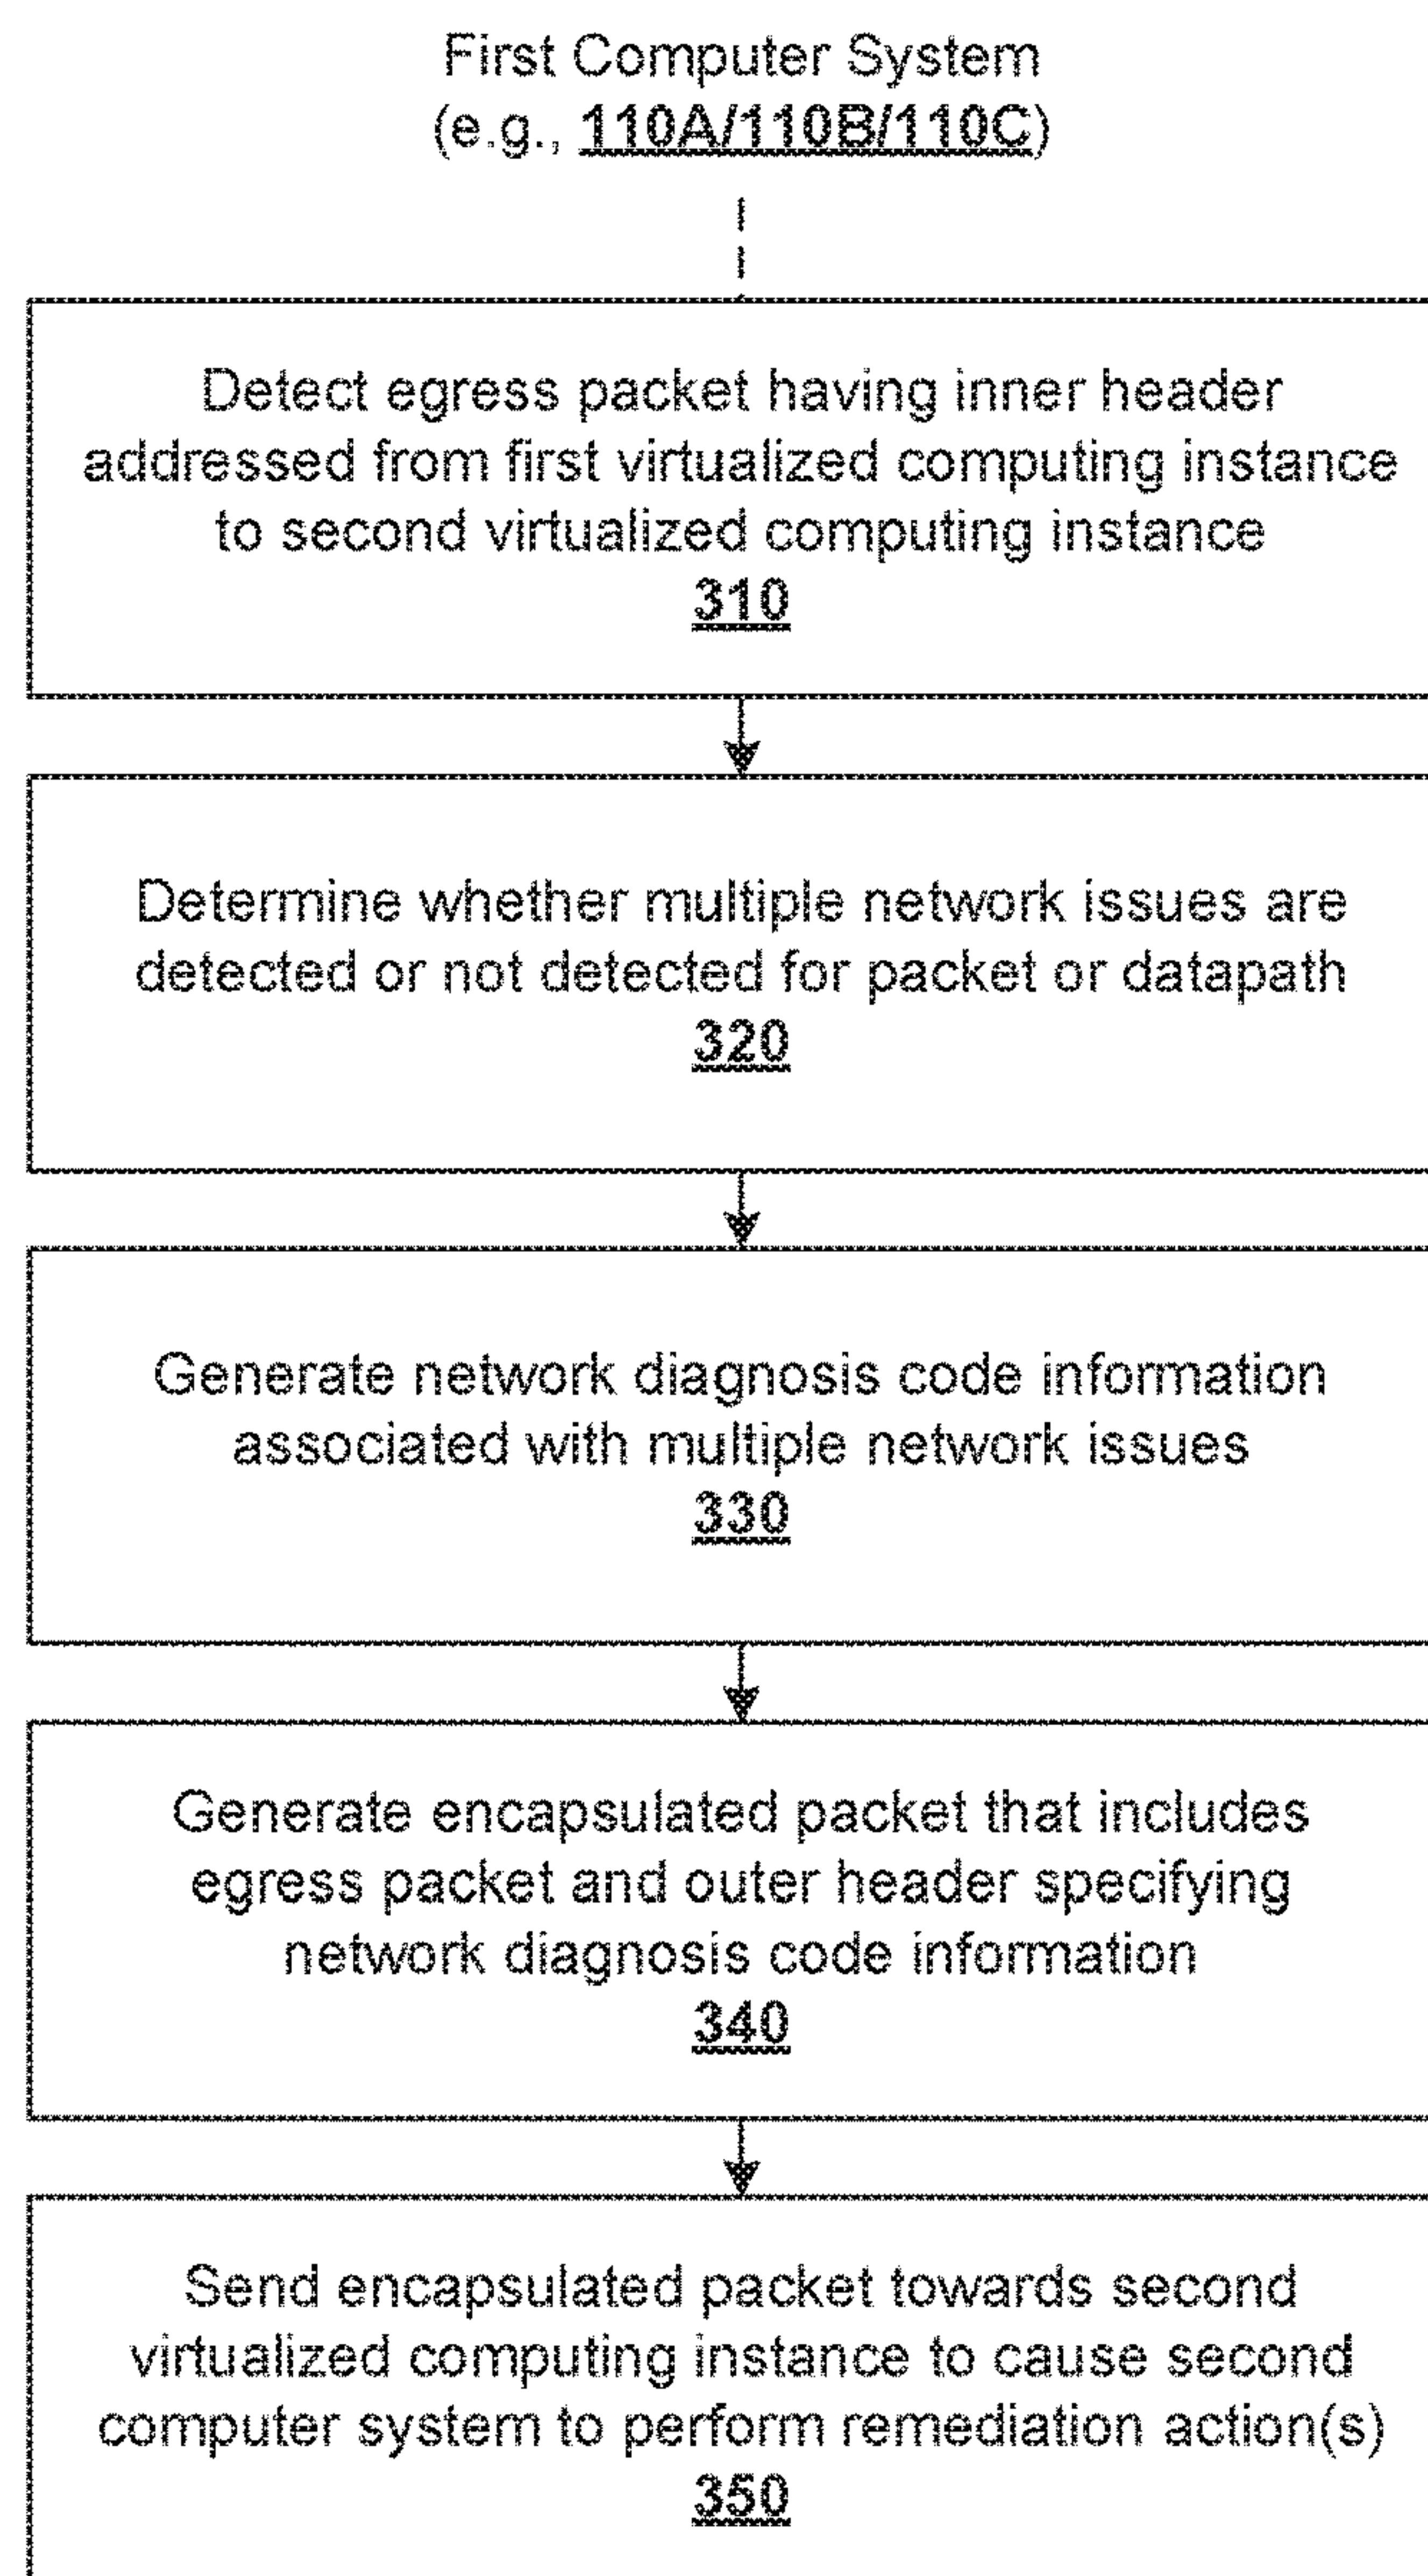 First Computer System
(e.g., 110A/110B/110C)
Detect egress packet having inner header
addressed from first virtualized computing instance
to second virtualized computing instance
310
Determine whether multiple network issues are
detected or not detected for packet or datapath
320
Generate network diagnosis code information
associated with multiple network issues
330
Generate encapsulated packet that includes
egress packet and outer header specifying
network diagnosis code information
340
Send encapsulated packet towards second
virtualized computing instance to cause second
computer system to perform remediation action(s)
350